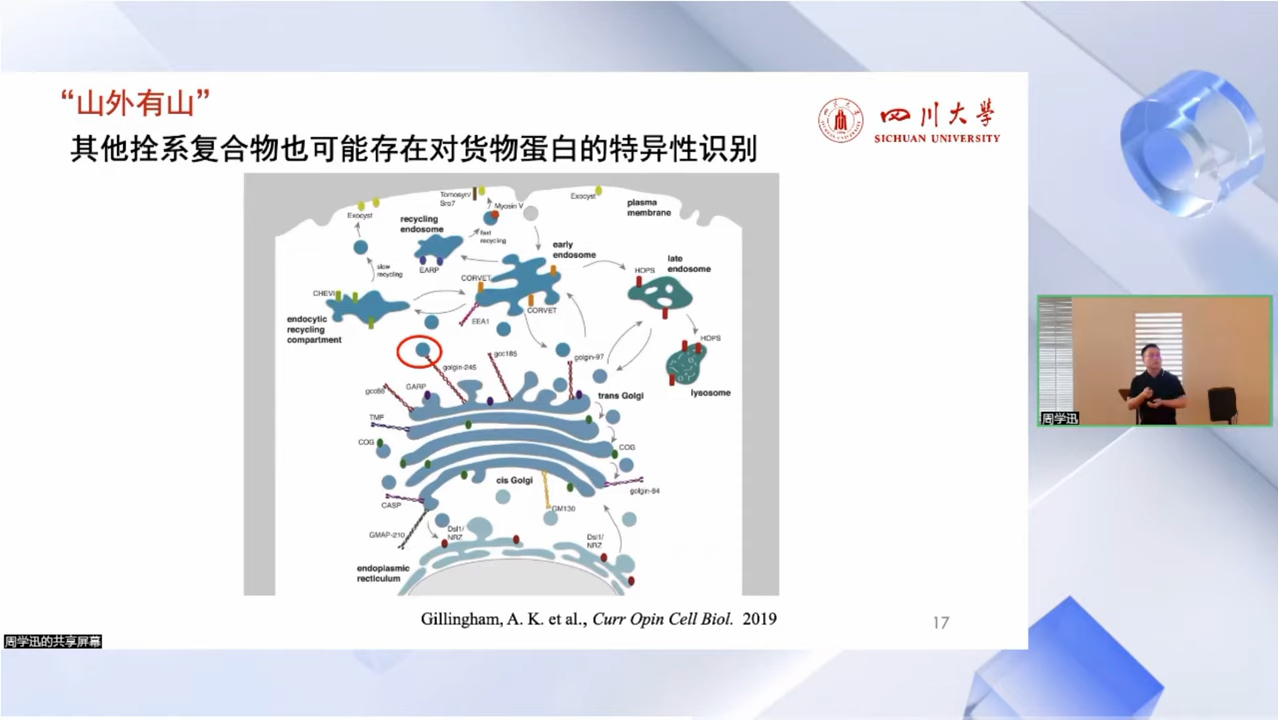 “山外有山”
其他拴系复合物也可能存在对货物蛋白的特异性识别
四川大學
SICHUAN UNIVERSITY
Tomosyn/
Sro7
Myosin V
Exocyst
plasma
membrane
Exocyst
recycling
endosome
fast
recycling
early
endosome
slow
recycling
EARP
CORVET
HOPS
late
endosome
CHEVI
CORVET
endocytic
recycling
compartment
EEA1
HOPS
gcc185
golgin-97
golgin-245
lysosome
gcc88
GARP
trans Golgi
TMF
COG
COG
cis Golgi
golgin-84
CASP
GM130
GMAP-210
Dsl1/
NRZ
Dsl1/
NRZ
endoplasmic
recticulum
Gillingham, A. K. et al., Curr Opin Cell Biol. 2019
17
周学迅
周学迅的共享屏幕